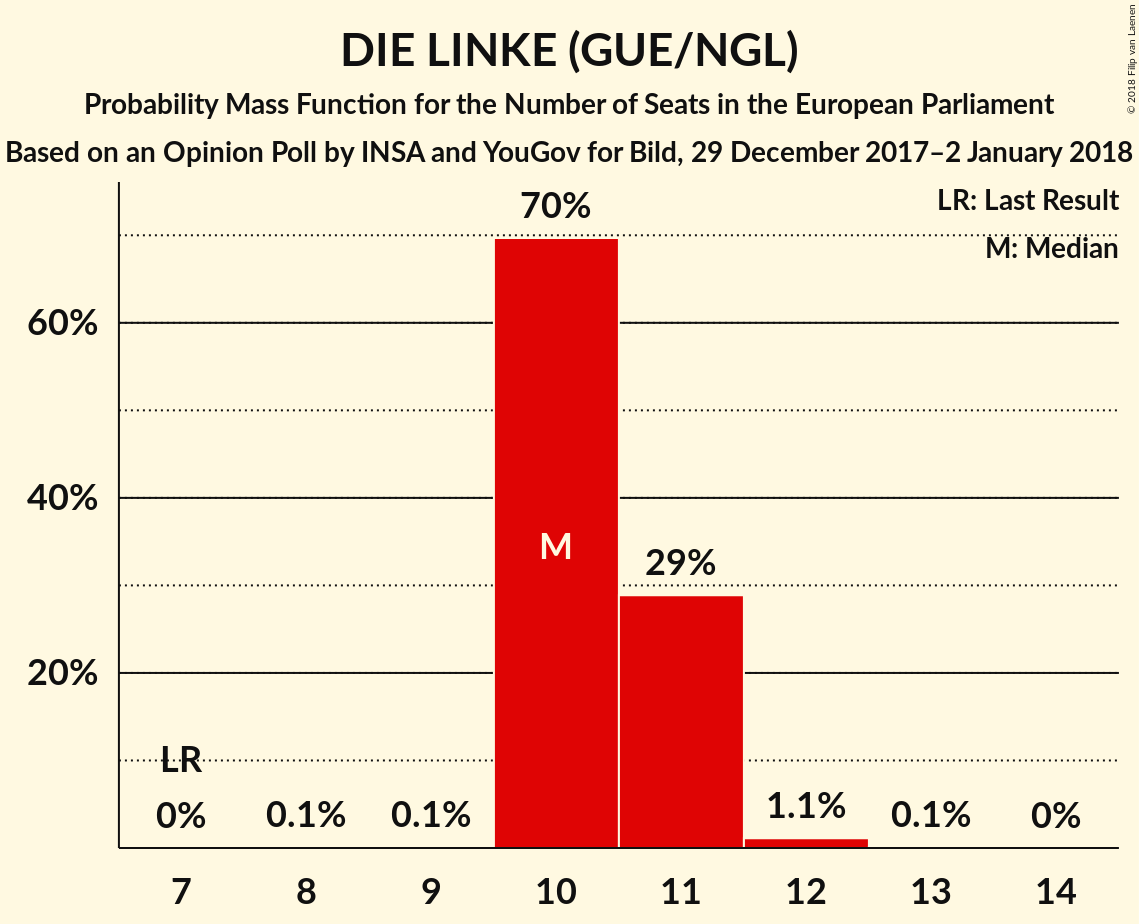 DIE LINKE (GUE/NGL)
Probability Mass Function for the Number of Seats in the European Parliament
Based on an Opinion Poll by INSA and YouGov for Bild, 29 December 2017–2 January 2018
© 2018 Filip van Laenen
LR: Last Result
M: Median
60%
40%
20%
LR
0%
0.1%
0.1%
70%
M
29%
1.1%
0.1%
0%
7 8 9 10 11 12 13 14